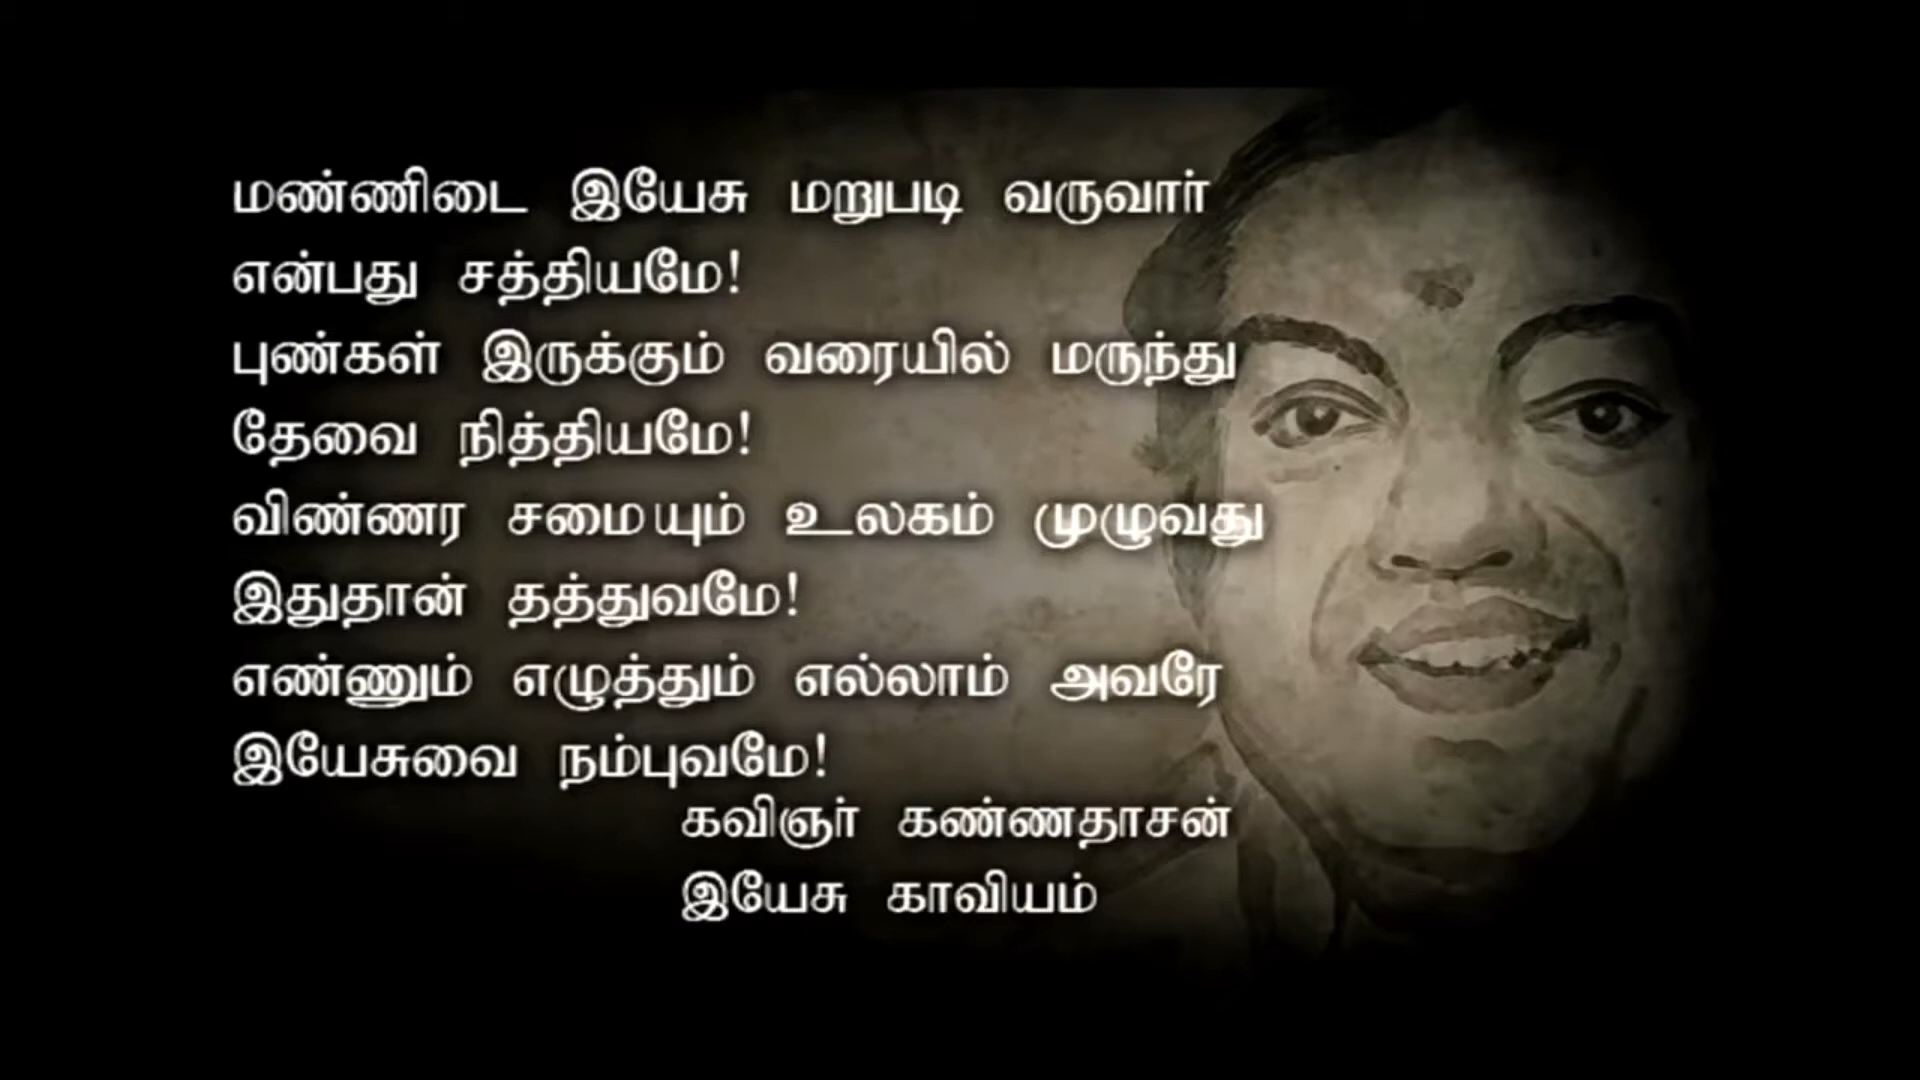 மண்ணிடை இயேசு மறுபடி வருவார்
என்பது சத்தியமே!
புண்கள் இருக்கும் வரையில் மருந்து
தேவை நித்தியமே!
விண்ணர சமையும் உலகம் முழுவது
இதுதான் தத்துவமே!
எண்ணும் எழுத்தும் எல்லாம் அவரே
இயேசுவை நம்புவமே!
கவிஞர் கண்ணதாசன்
இயேசு காவியம்